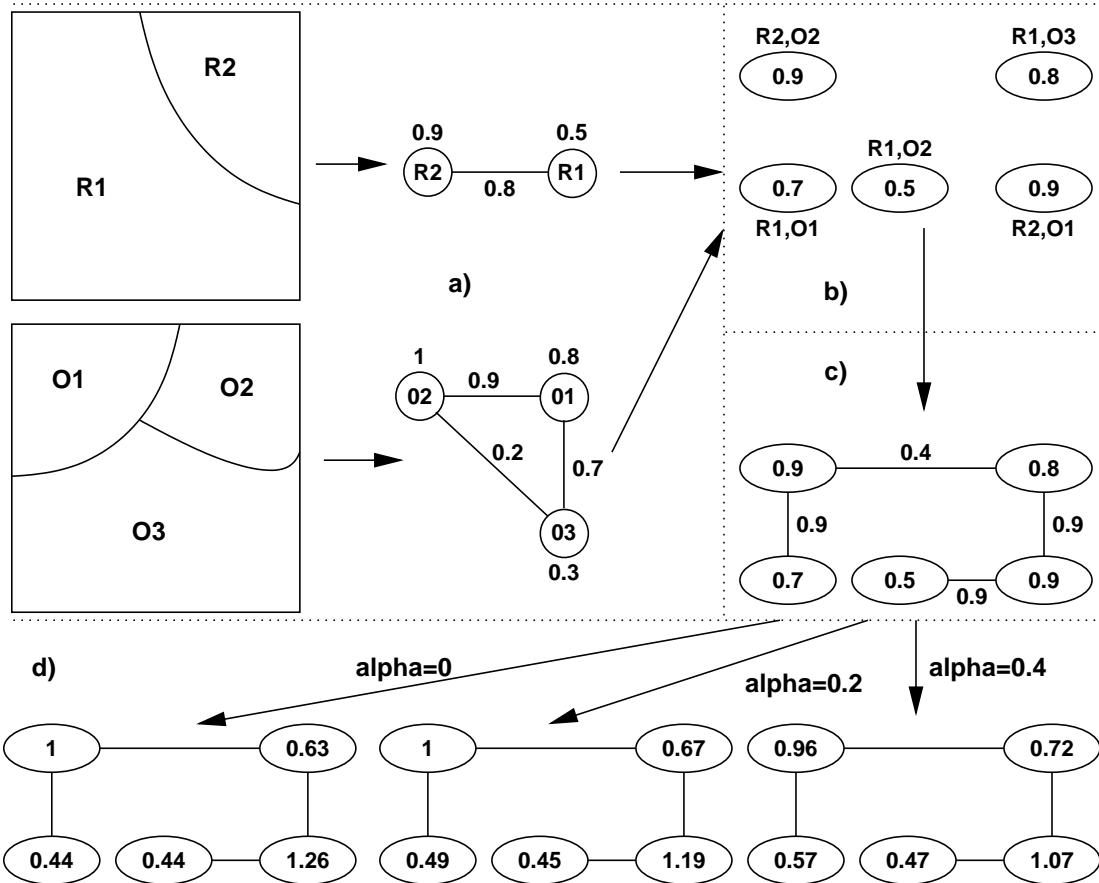 R2
R1
0.9
0.5
R2
R1
0.8
a)
O1
O2
O3
1
0.8
02
0.9
01
0.2
0.7
03
0.3
R2,O2
R1,O3
0.9
0.8
R1,O2
0.7
0.5
0.9
R1,O1
R2,O1
b)
c)
0.9
0.4
0.8
0.9
0.9
0.7
0.5
0.9
0.9
d)
alpha=0
alpha=0.2
alpha=0.4
1
0.63
0.44
0.44
1.26
1
0.67
0.49
0.45
1.19
0.96
0.72
0.57
0.47
1.07